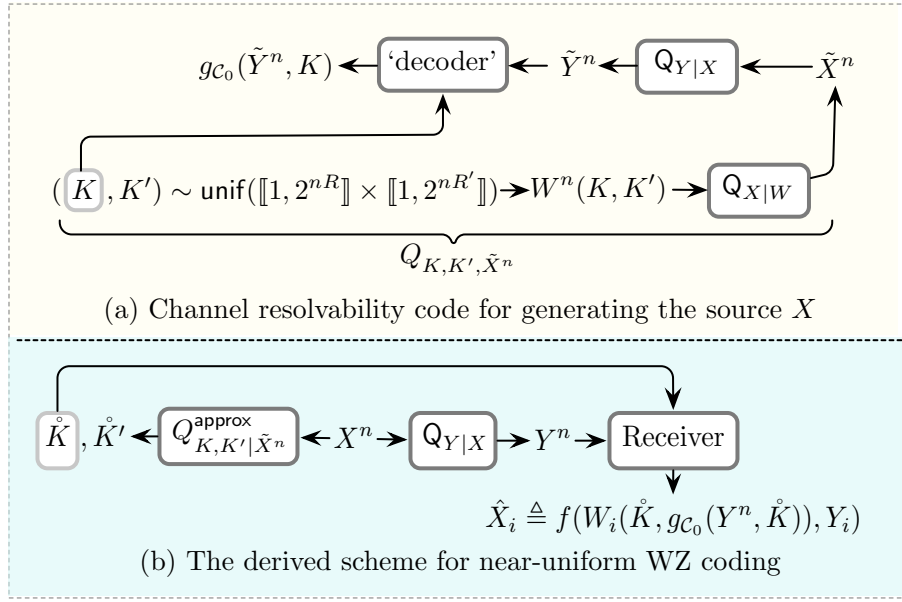 g_{𝒞_0}(Ỹ^n, K) ‘decoder’ Ỹ^n Q_{Y|X} X̃^n
(K, K′) ∼ unif(⟦1, 2^{nR}⟧ × ⟦1, 2^{nR′}⟧) W^n(K, K′) Q_{X|W}
Q_{K,K′,X̃^n}
(a) Channel resolvability code for generating the source X
K̊, K̊′ Q^{approx}_{K,K′|X̃^n} X^n Q_{Y|X} Y^n Receiver
X̂_i ≜ f(W_i(K̊, g_{𝒞_0}(Y^n, K̊)), Y_i)
(b) The derived scheme for near-uniform WZ coding